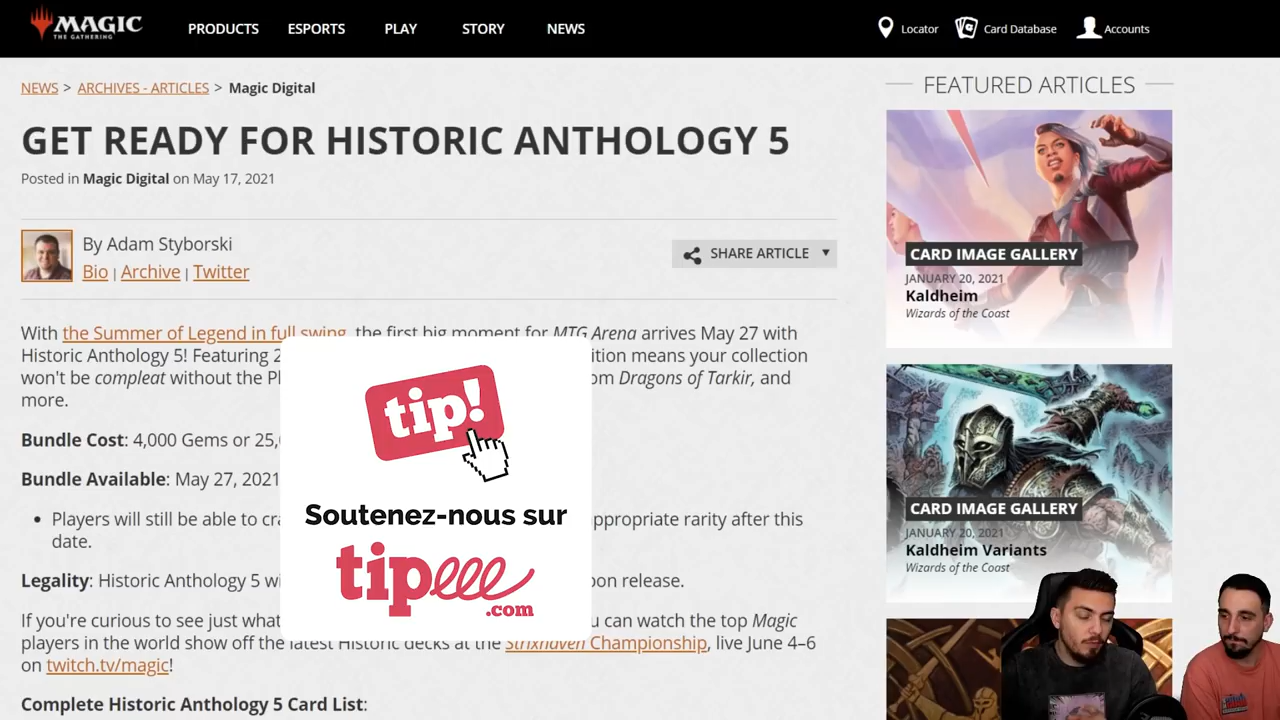 MAGIC
THE GATHERING
PRODUCTS
ESPORTS
PLAY
STORY
NEWS
Locator
Card Database
Accounts
NEWS > ARCHIVES - ARTICLES > Magic Digital
GET READY FOR HISTORIC ANTHOLOGY 5
Posted in Magic Digital on May 17, 2021
By Adam Styborski
Bio | Archive | Twitter
SHARE ARTICLE
With the Summer of Legend in full swing, the first big moment for MTG Arena arrives May 27 with
Historic Anthology 5! Featuring 2 ition means your collection
won't be compleat without the om Dragons of Tarkir, and
more.
Bundle Cost: 4,000 Gems or 25,
Bundle Available: May 27, 2021
• Players will still be able to ppropriate rarity after this
date.
Legality: Historic Anthology 5 pon release.
If you're curious to see just what can watch the top Magic
players in the world show off the latest Historic decks at the Strixhaven Championship, live June 4–6
on twitch.tv/magic!
Complete Historic Anthology 5 Card List:
tip!
Soutenez-nous sur
tipeee
.com
FEATURED ARTICLES
CARD IMAGE GALLERY
JANUARY 20, 2021
Kaldheim
Wizards of the Coast
CARD IMAGE GALLERY
JANUARY 20, 2021
Kaldheim Variants
Wizards of the Coast